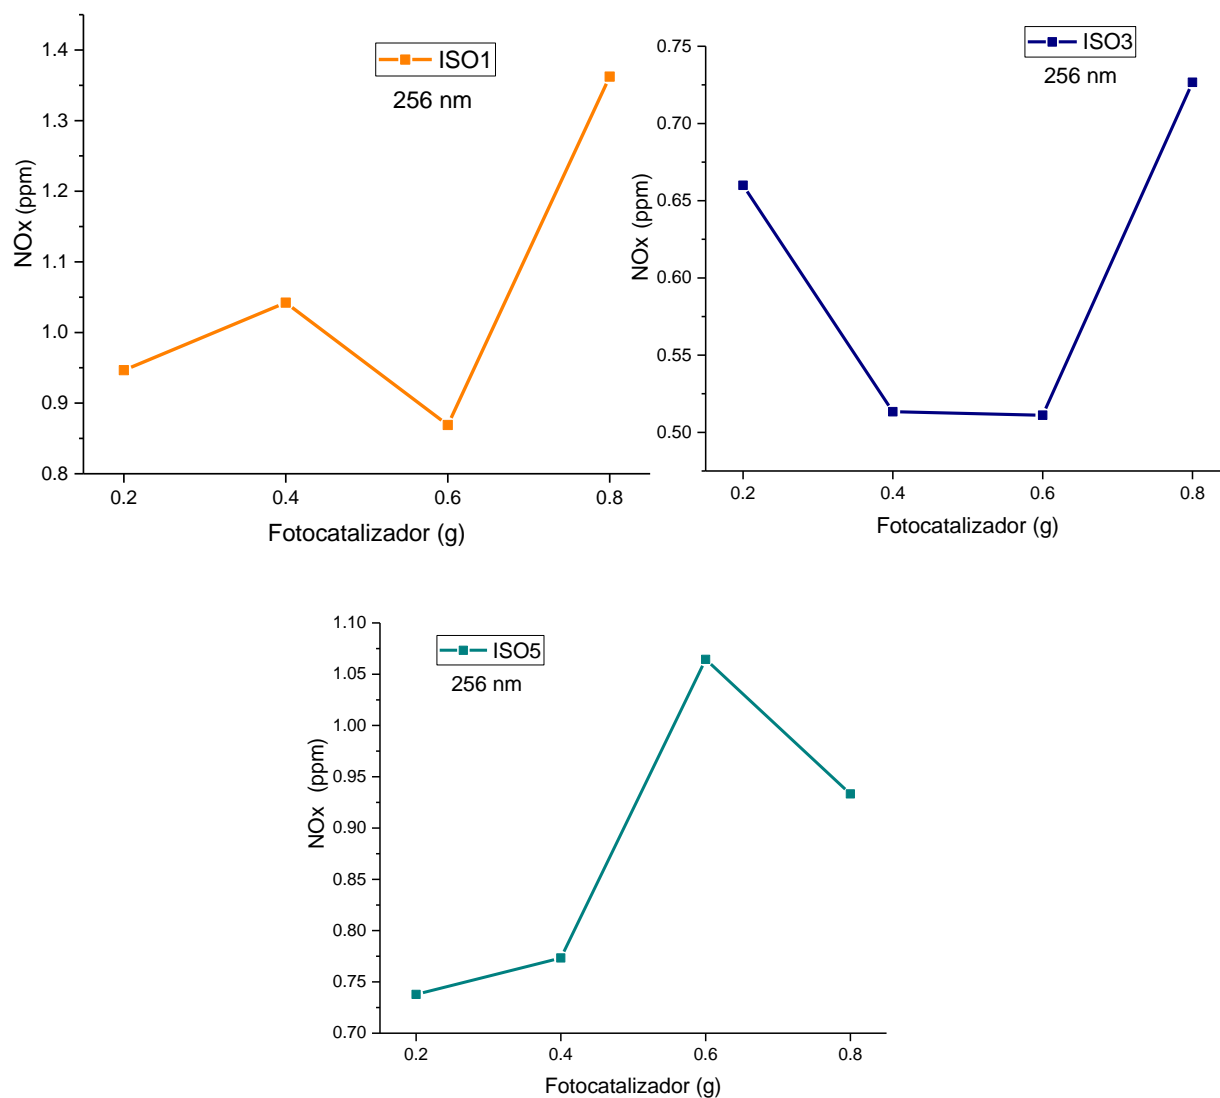 ISO1
256 nm
1.4
1.3
1.2
1.1
1.0
0.9
0.8
NOx (ppm)
0.2 0.4 0.6 0.8
Fotocatalizador (g)
ISO3
256 nm
0.75
0.70
0.65
0.60
0.55
0.50
NOx (ppm)
0.2 0.4 0.6 0.8
Fotocatalizador (g)
ISO5
256 nm
1.10
1.05
1.00
0.95
0.90
0.85
0.80
0.75
0.70
NOx (ppm)
0.2 0.4 0.6 0.8
Fotocatalizador (g)